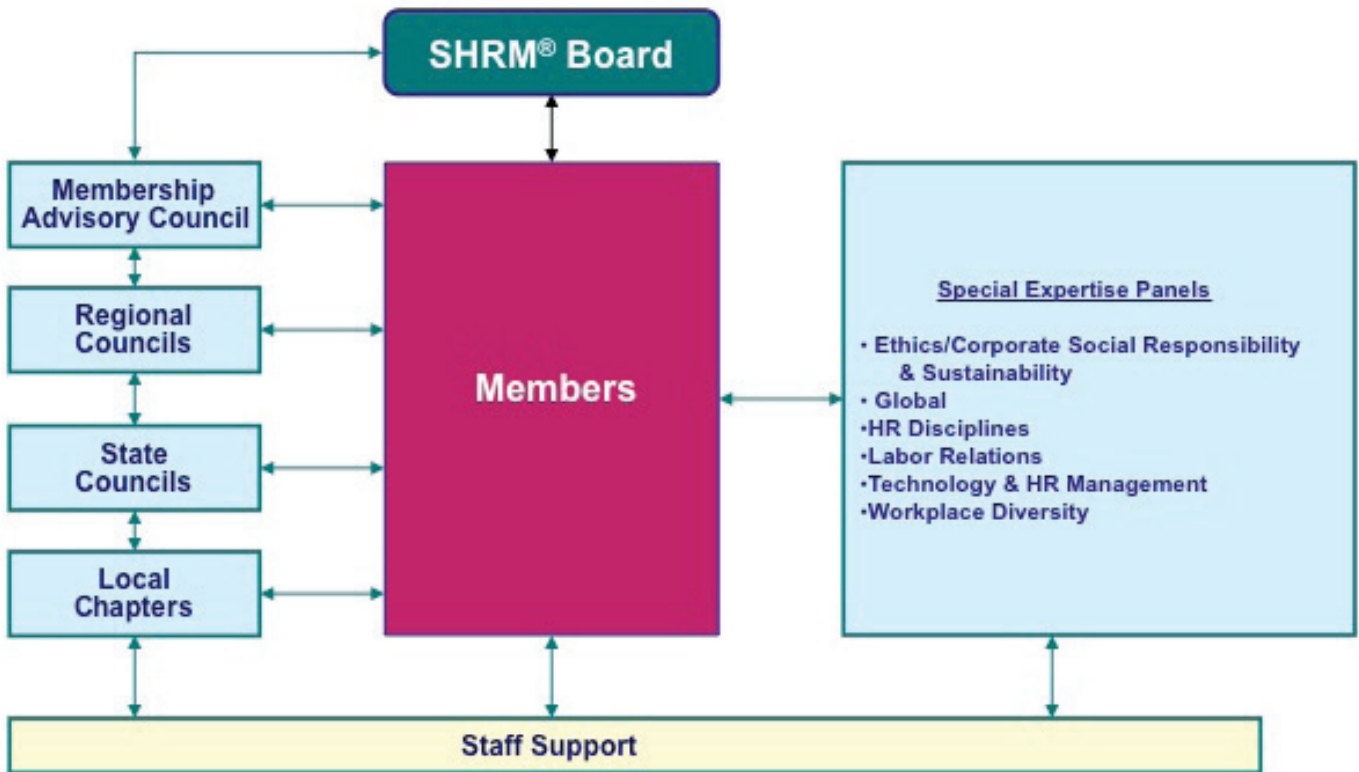 SHRM® Board
Membership
Advisory Council
Regional
Councils
State
Councils
Local
Chapters
Members
Special Expertise Panels
· Ethics/Corporate Social Responsibility
& Sustainability
· Global
·HR Disciplines
·Labor Relations
·Technology & HR Management
·Workplace Diversity
Staff Support